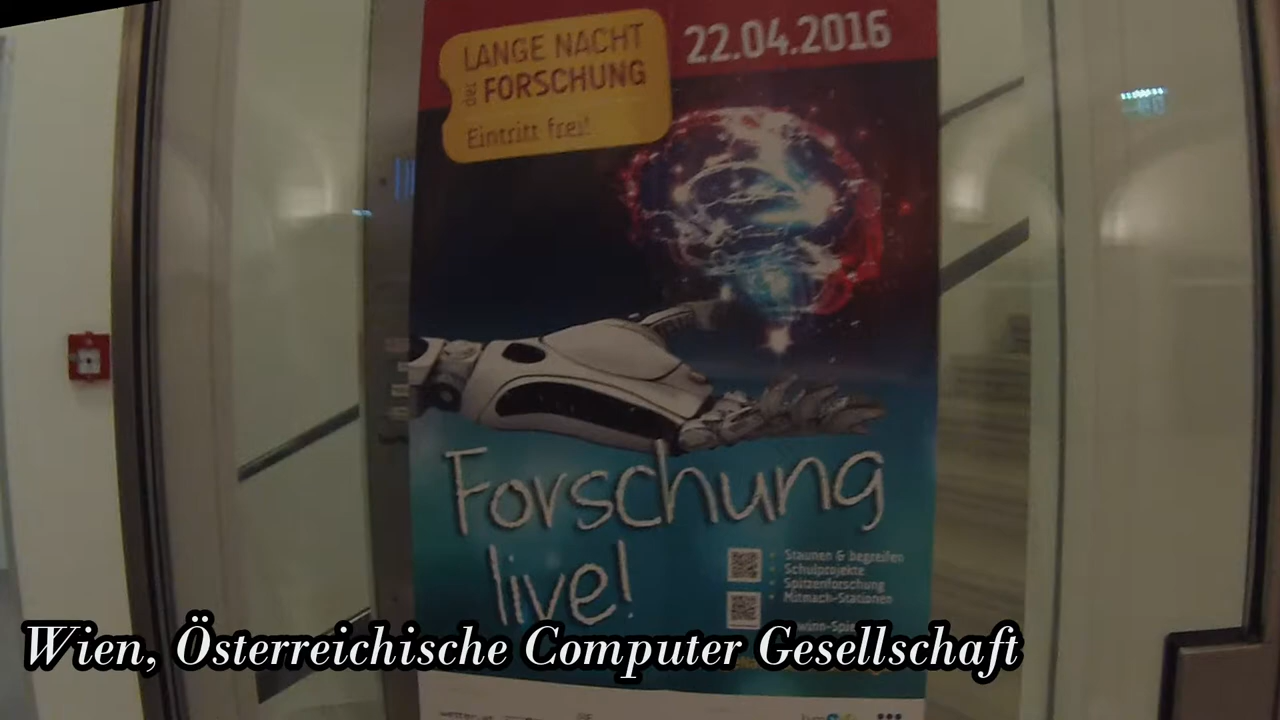 LANGE NACHT
der FORSCHUNG
Eintritt frei!
22.04.2016
Forschung
live!
Staunen & begreifen
Schulprojekte
Spitzenforschung
Mitmach-Stationen
Wien, Österreichische Computer Gesellschaft